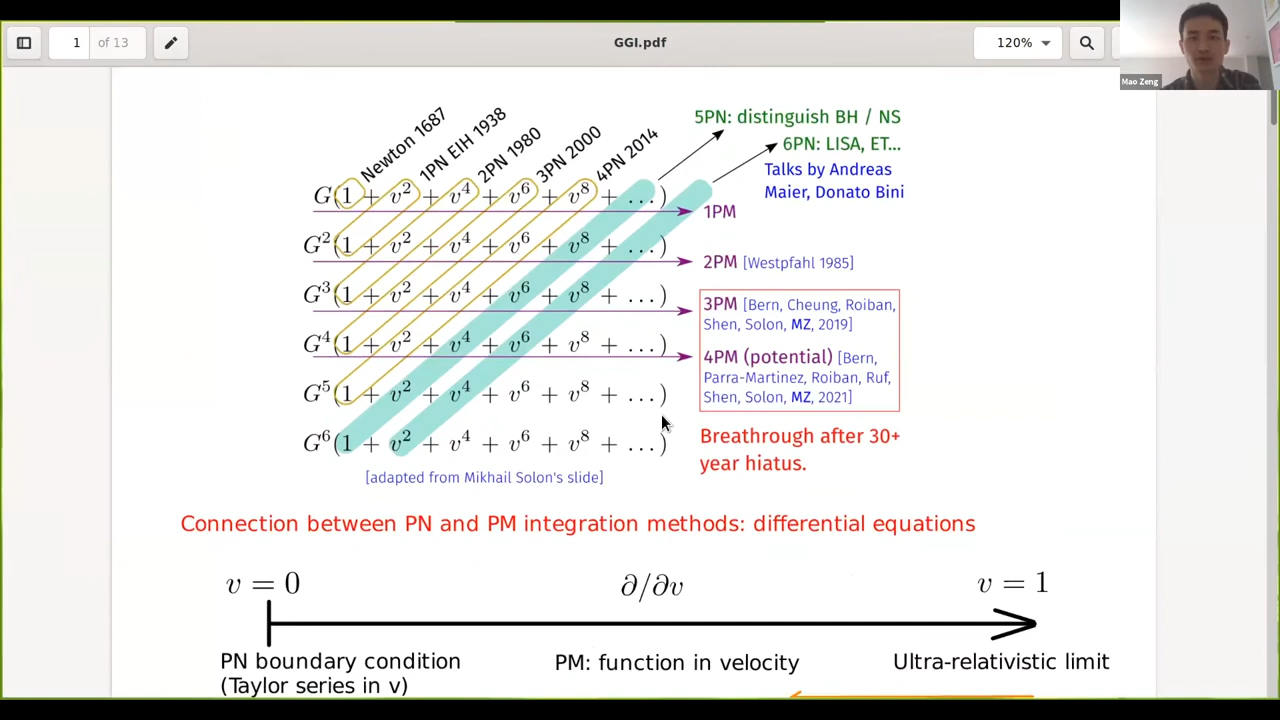 1 of 13
GGI.pdf
120%
Mao Zeng
Newton 1687
1PN EIH 1938
2PN 1980
3PN 2000
4PN 2014
5PN: distinguish BH / NS
6PN: LISA, ET...
Talks by Andreas
Maier, Donato Bini
G(1 + v² + v⁴ + v⁶ + v⁸ + ...)
1PM
G²(1 + v² + v⁴ + v⁶ + v⁸ + ...)
2PM [Westpfahl 1985]
G³(1 + v² + v⁴ + v⁶ + v⁸ + ...)
3PM [Bern, Cheung, Roiban,
Shen, Solon, MZ, 2019]
G⁴(1 + v² + v⁴ + v⁶ + v⁸ + ...)
4PM (potential) [Bern,
Parra-Martinez, Roiban, Ruf,
Shen, Solon, MZ, 2021]
G⁵(1 + v² + v⁴ + v⁶ + v⁸ + ...)
G⁶(1 + v² + v⁴ + v⁶ + v⁸ + ...)
Breathrough after 30+
year hiatus.
[adapted from Mikhail Solon's slide]
Connection between PN and PM integration methods: differential equations
v = 0
∂/∂v
v = 1
PN boundary condition
(Taylor series in v)
PM: function in velocity
Ultra-relativistic limit